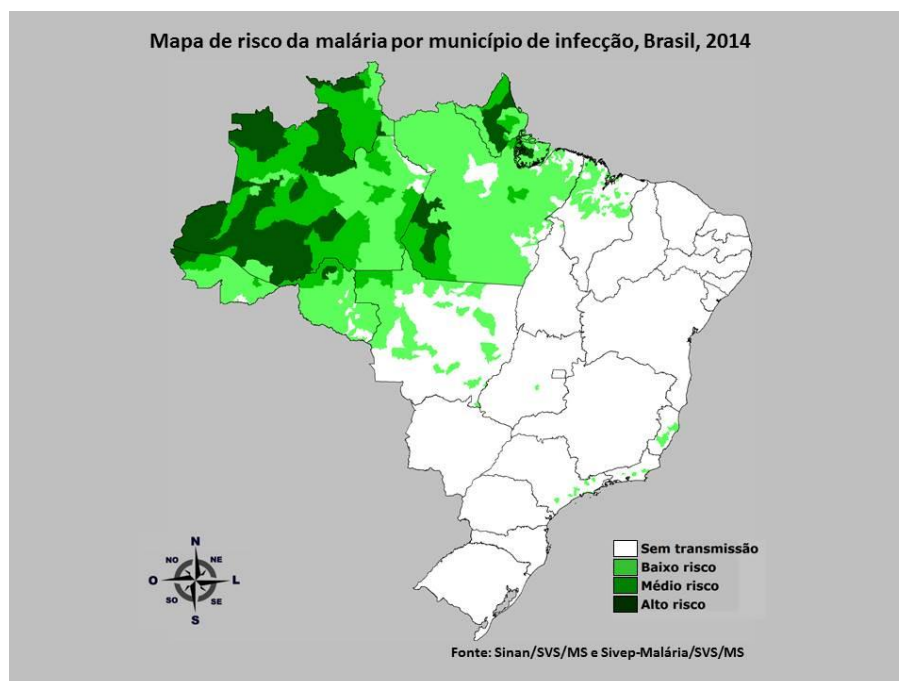 Mapa de risco da malária por município de infecção, Brasil, 2014
N
NO NE
O L
SO SE
S
Sem transmissão
Baixo risco
Médio risco
Alto risco
Fonte: Sinan/SVS/MS e Sivep-Malária/SVS/MS